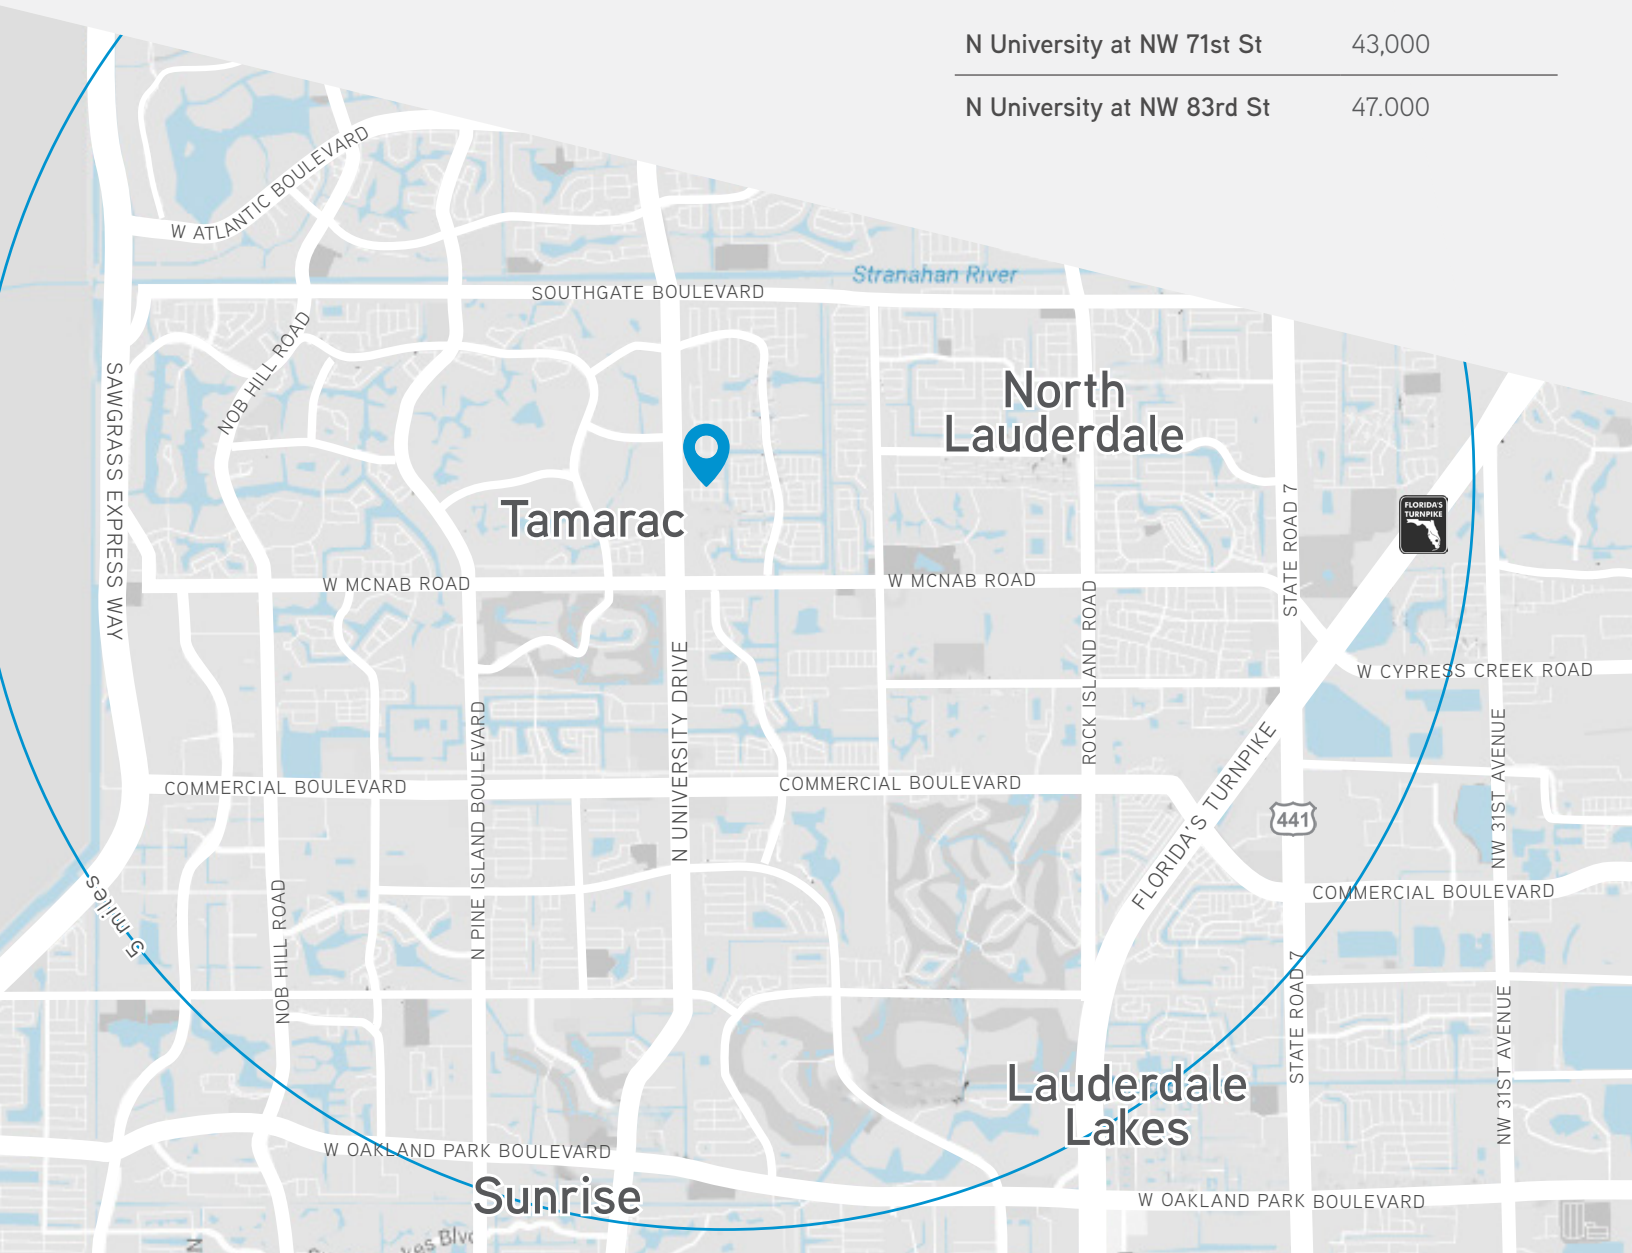 N University at NW 71st St 43,000
N University at NW 83rd St 47.000
W ATLANTIC BOULEVARD
Stranahan River
SOUTHGATE BOULEVARD
NOB HILL ROAD
SAWGRASS EXPRESS WAY
North
Lauderdale
Tamarac
FLORIDA'S
TURNPIKE
STATE ROAD 7
W MCNAB ROAD
W MCNAB ROAD
ROCK ISLAND ROAD
N UNIVERSITY DRIVE
W CYPRESS CREEK ROAD
N PINE ISLAND BOULEVARD
FLORIDA'S TURNPIKE
NW 31ST AVENUE
COMMERCIAL BOULEVARD
COMMERCIAL BOULEVARD
441
COMMERCIAL BOULEVARD
5 miles
NOB HILL ROAD
STATE ROAD 7
NW 31ST AVENUE
Lauderdale
Lakes
W OAKLAND PARK BOULEVARD
Sunrise
W OAKLAND PARK BOULEVARD
Blvd
N